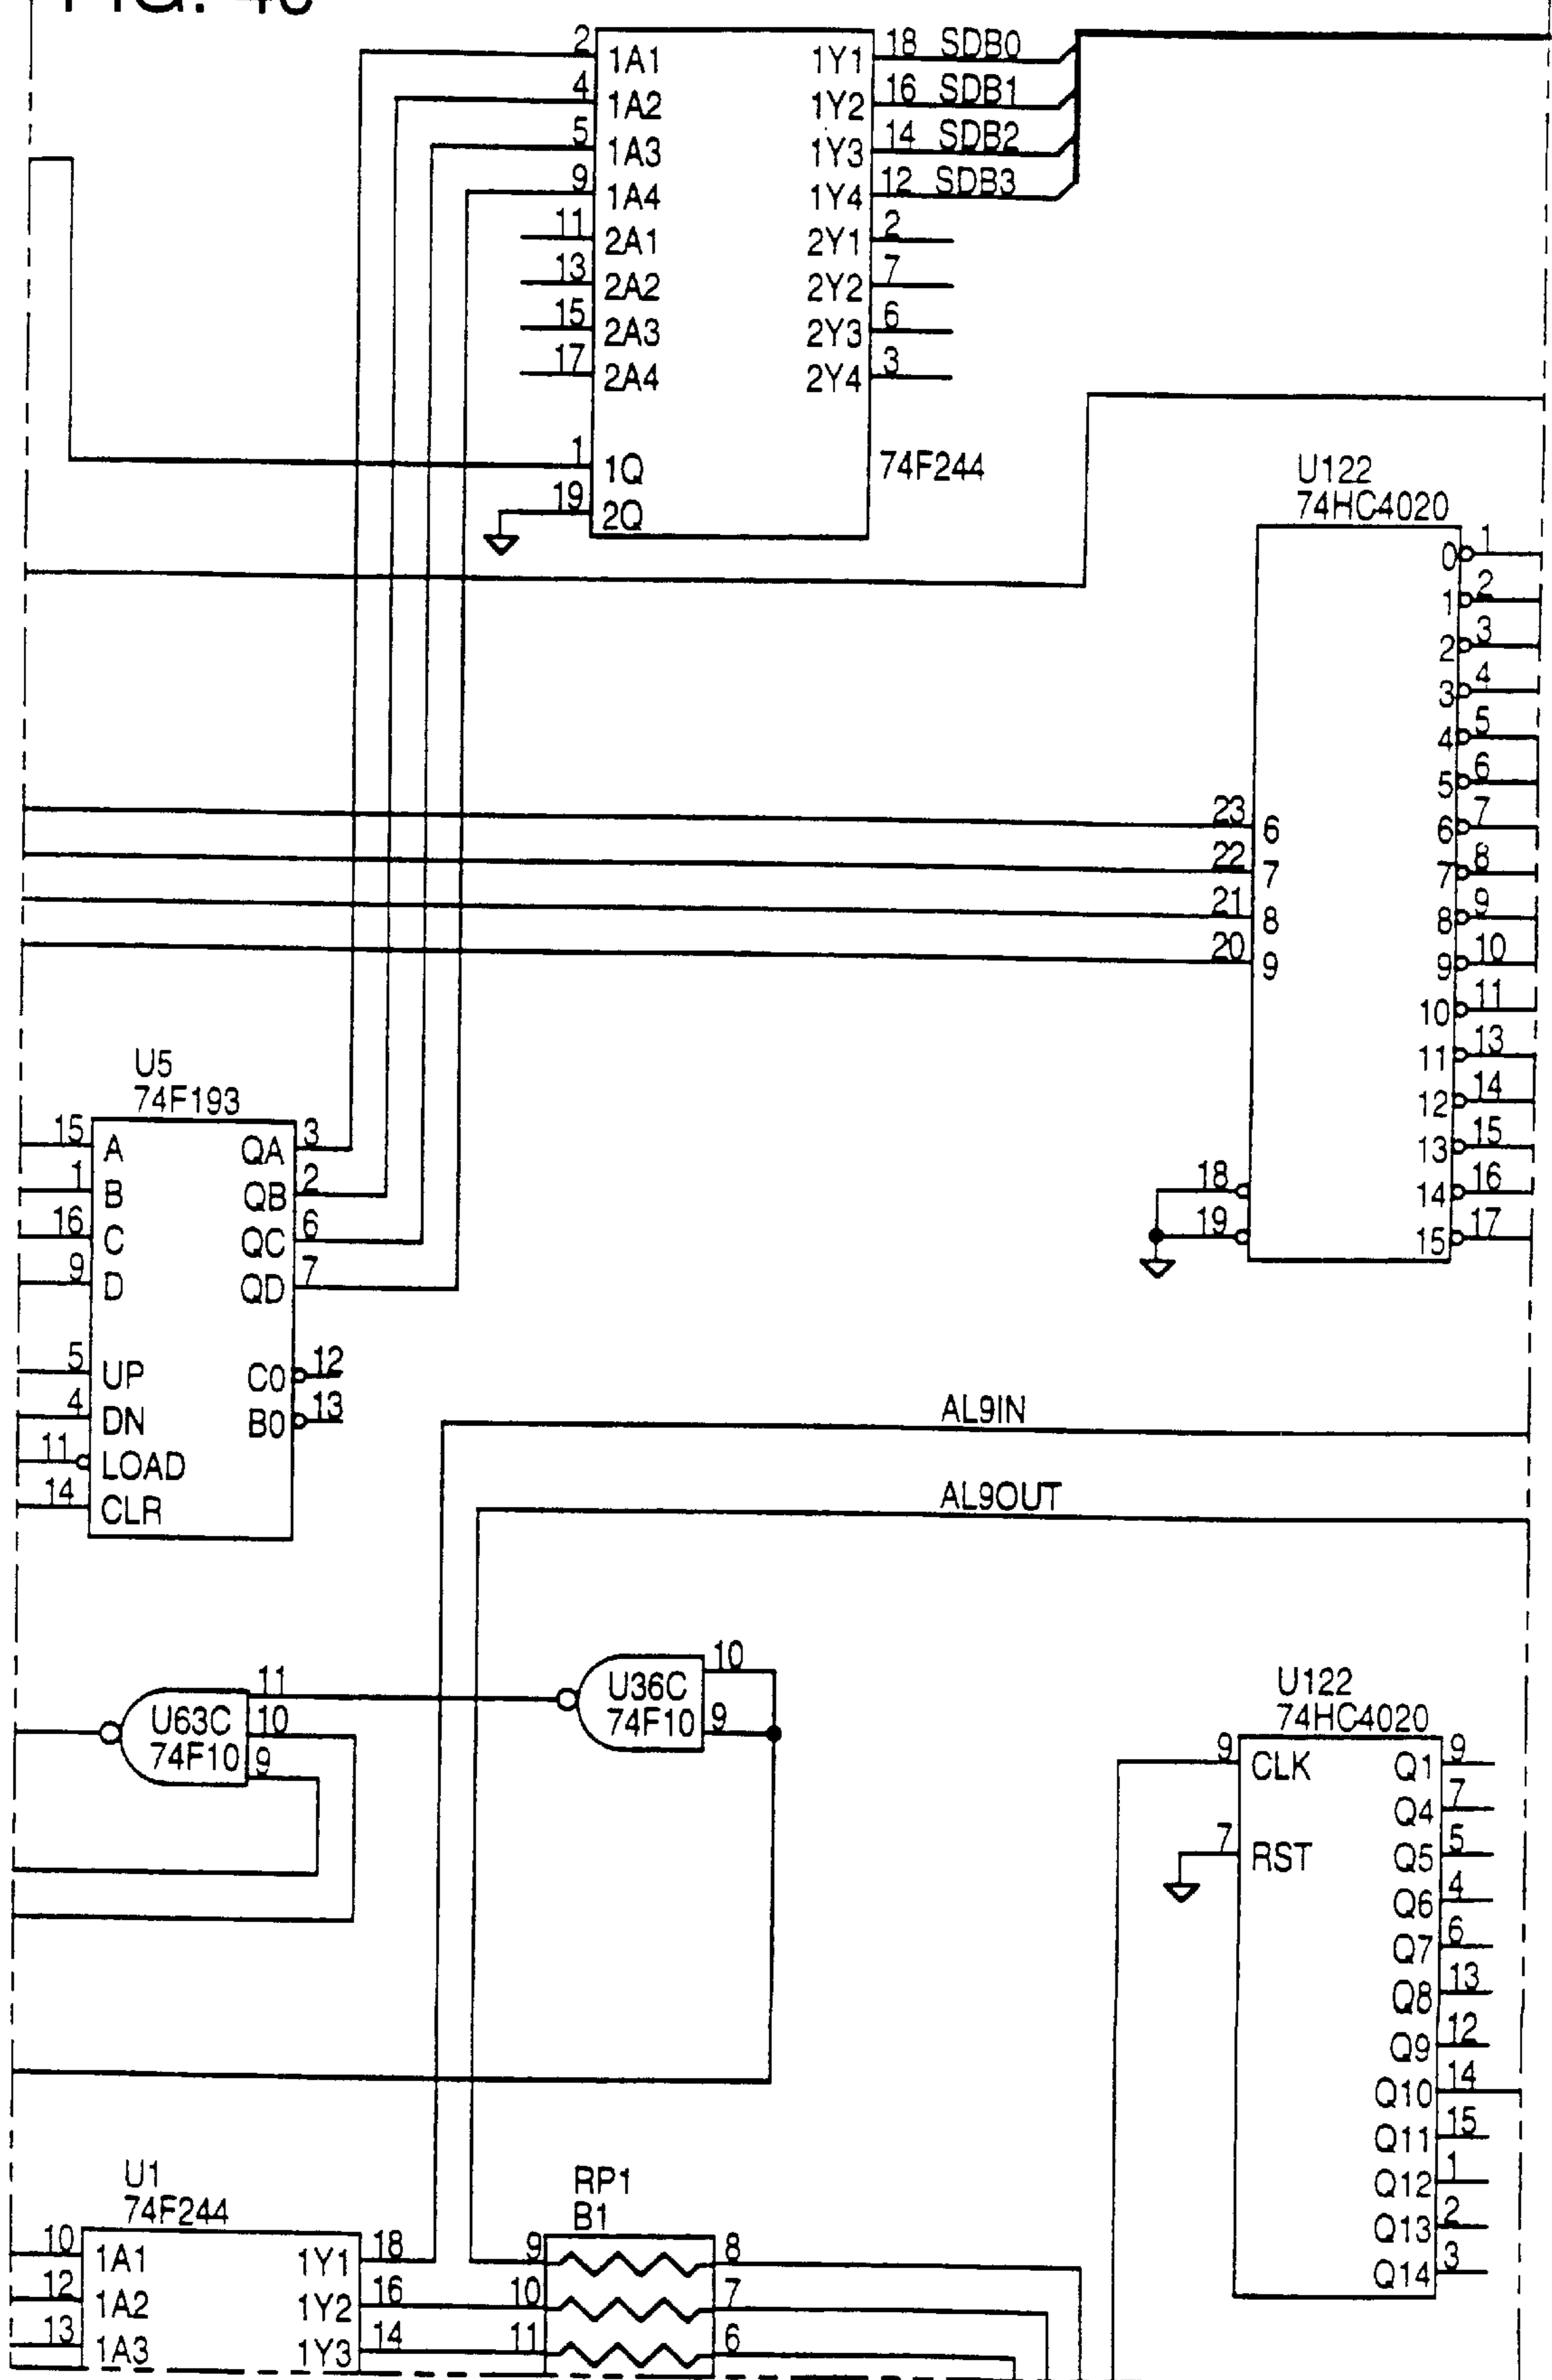 2 1A1 1Y1 18 SDB0
4 1A2 1Y2 16 SDB1
5 1A3 1Y3 14 SDB2
9 1A4 1Y4 12 SDB3
11 2A1 2Y1 2
13 2A2 2Y2 7
15 2A3 2Y3 6
17 2A4 2Y4 3
1 1Q 74F244
19 2Q
U122
74HC4020
0 1
1 2
2 3
3 4
4 5
5 6
23 6 6 7
22 7 7 8
21 8 8 9
20 9 9 10
10 11
11 13
12 14
13 15
18 14 16
19 15 17
U5
74F193
15 A QA 3
1 B QB 2
16 C QC 6
9 D QD 7
5 UP C0 12
4 DN B0 13
11 LOAD
14 CLR
AL9IN
AL9OUT
U63C
74F10
11
10
9
U36C
74F10
10
9
U122
74HC4020
9 CLK Q1 9
Q4 7
7 RST Q5 5
Q6 4
Q7 6
Q8 13
Q9 12
Q10 14
Q11 15
Q12 1
Q13 2
Q14 3
U1
74F244
10 1A1 1Y1 18
12 1A2 1Y2 16
13 1A3 1Y3 14
RP1
B1
9 8
10 7
11 6